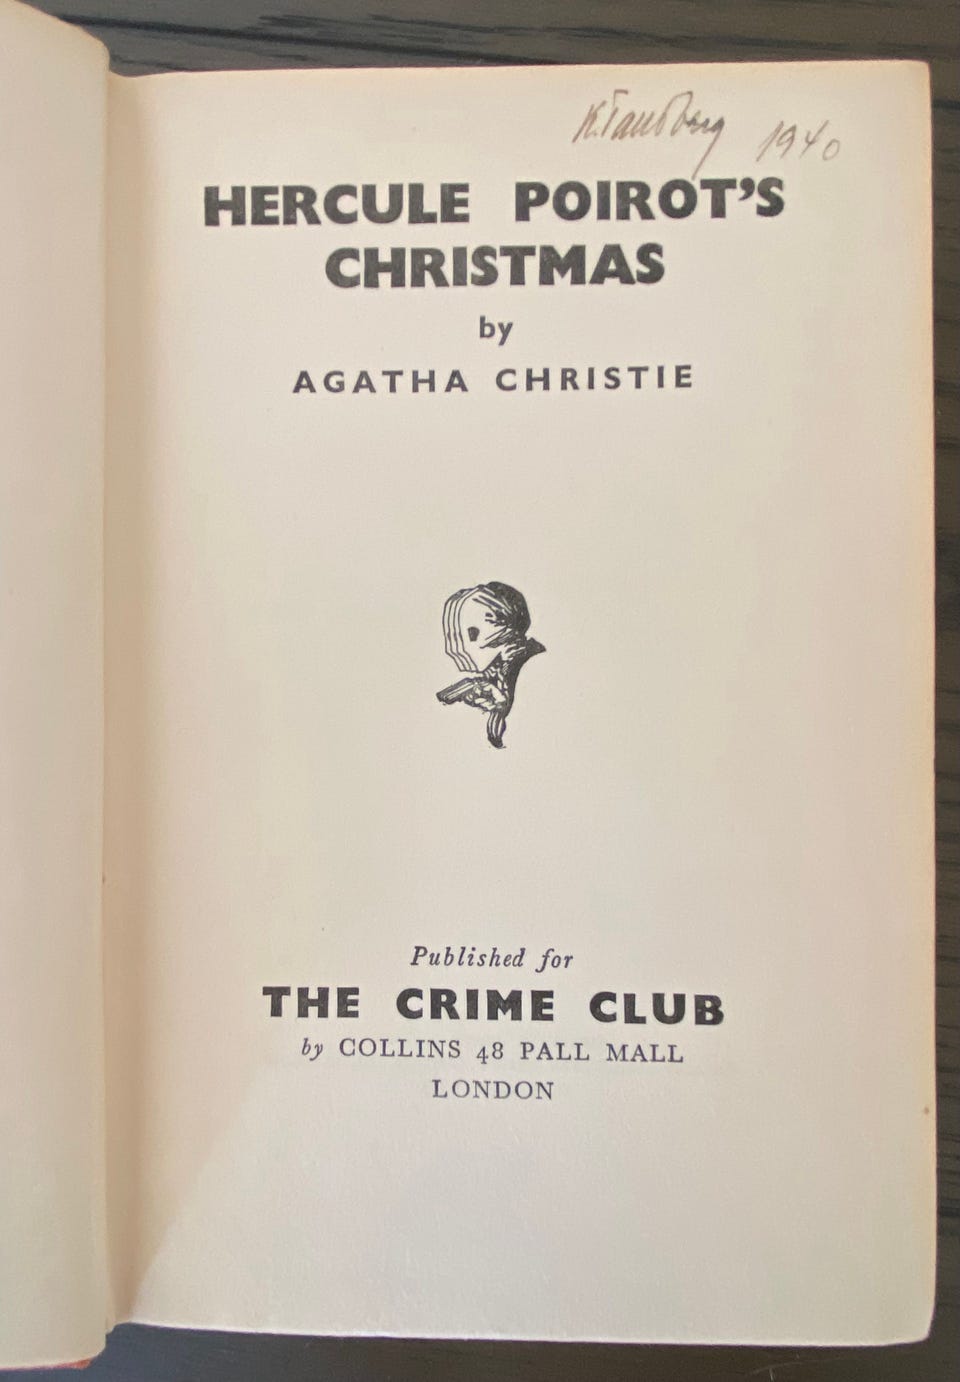 1940
HERCULE POIROT'S
CHRISTMAS
by
AGATHA CHRISTIE
Published for
THE CRIME CLUB
by COLLINS 48 PALL MALL
LONDON